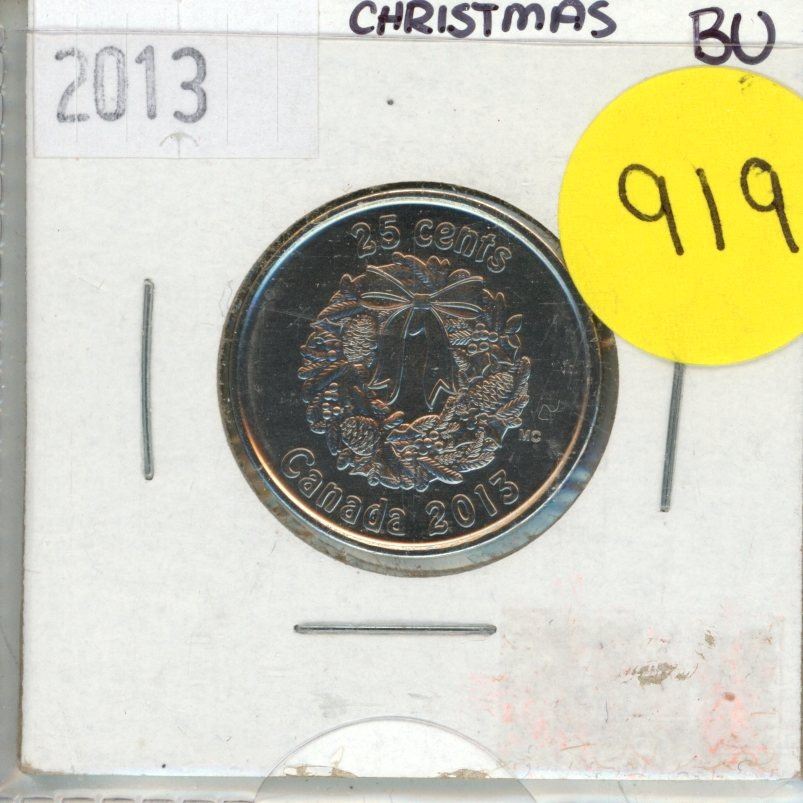 CHRISTMAS BU
2013
919
25 cents
MC
Canada 2013